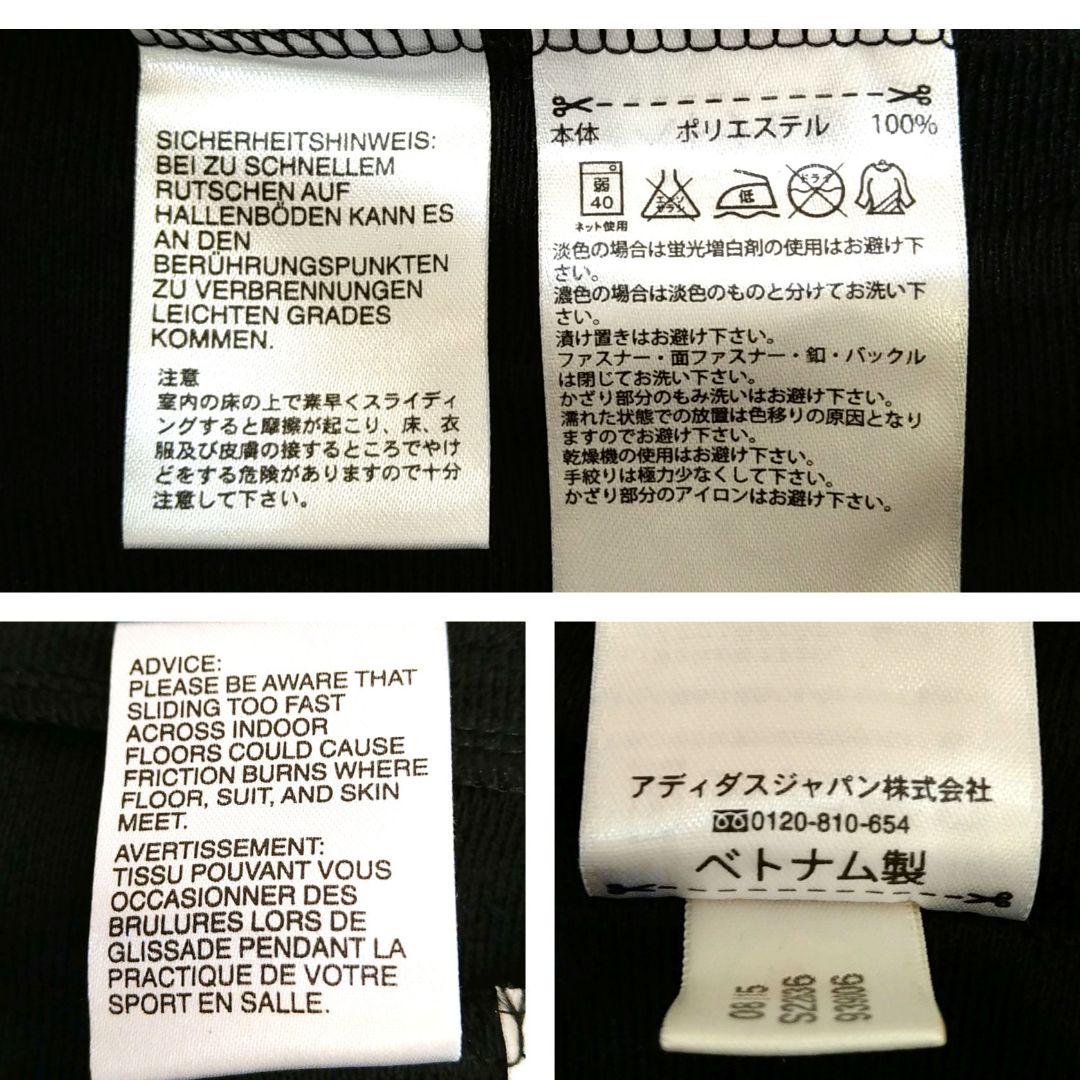 SICHERHEITSHINWEIS:
BEI ZU SCHNELLEM
RUTSCHEN AUF
HALLENBÖDEN KANN ES
AN DEN
BERÜHRUNGSPUNKTEN
ZU VERBRENNUNGEN
LEICHTEN GRADES
KOMMEN.
注意
室内の床の上で素早くスライディ
ングすると摩擦が起こり、床、衣
服及び皮膚の接するところでやけ
どをする危険がありますので十分
注意して下さい。
本体 ポリエステル 100%
弱
40
ネット使用
エンソ
サラシ
低
ドライ
淡色の場合は蛍光増白剤の使用はお避け下
さい。
濃色の場合は淡色のものと分けてお洗い下
さい。
漬け置きはお避け下さい。
ファスナー・面ファスナー・釦・バックル
は閉じてお洗い下さい。
かざり部分のもみ洗いはお避け下さい。
濡れた状態での放置は色移りの原因となり
ますのでお避け下さい。
乾燥機の使用はお避け下さい。
手絞りは極力少なくして下さい。
かざり部分のアイロンはお避け下さい。
ADVICE:
PLEASE BE AWARE THAT
SLIDING TOO FAST
ACROSS INDOOR
FLOORS COULD CAUSE
FRICTION BURNS WHERE
FLOOR, SUIT, AND SKIN
MEET.
AVERTISSEMENT:
TISSU POUVANT VOUS
OCCASIONNER DES
BRULURES LORS DE
GLISSADE PENDANT LA
PRACTIQUE DE VOTRE
SPORT EN SALLE.
アディダスジャパン株式会社
0120-810-654
ベトナム製
08/5
S2236
93906